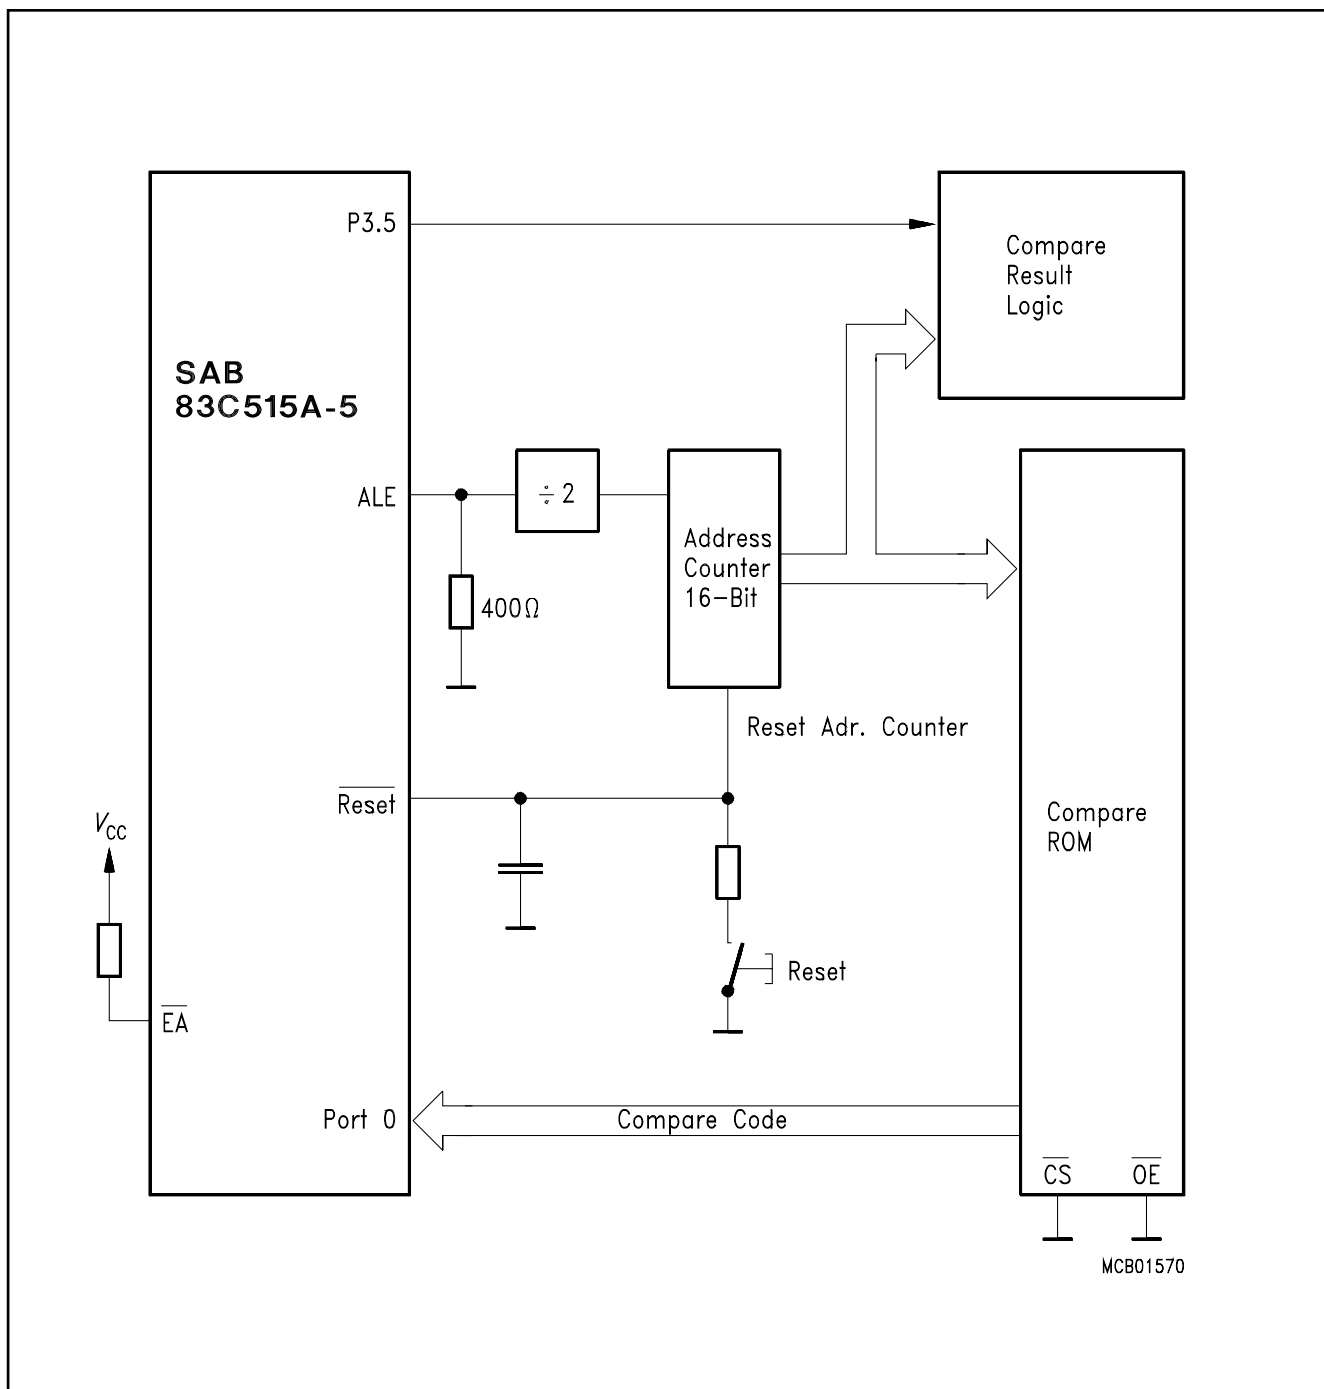 P3.5
Compare
Result
Logic
SAB
83C515A-5
ALE
÷ 2
Address
Counter
16-Bit
400Ω
Reset Adr. Counter
Reset
VCC
Compare
ROM
Reset
EA
Port 0
Compare Code
CS
OE
MCB01570